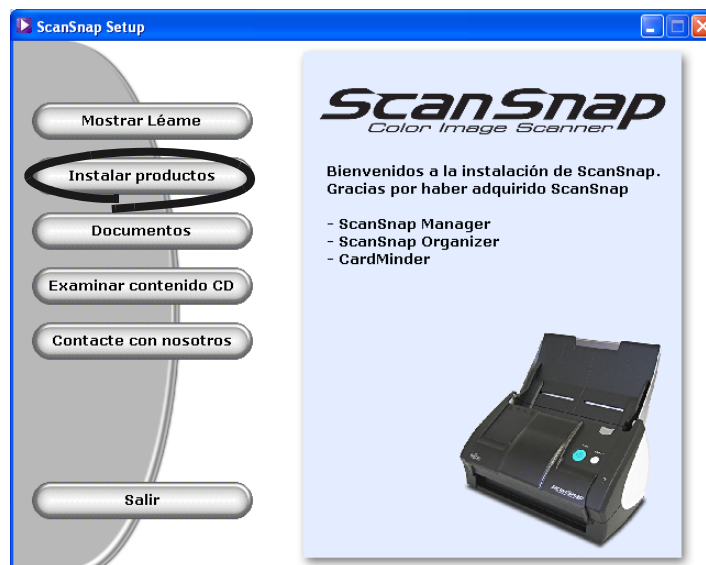 ScanSnap Setup
Mostrar Léame
Instalar productos
Documentos
Examinar contenido CD
Contacte con nosotros
Salir
ScanSnap
Color Image Scanner
Bienvenidos a la instalación de ScanSnap.
Gracias por haber adquirido ScanSnap
- ScanSnap Manager
- ScanSnap Organizer
- CardMinder
ScanSnap